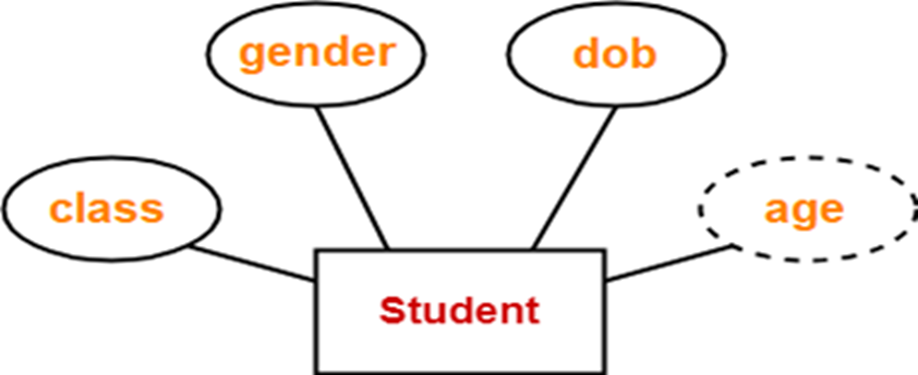 gender
dob
class
age
Student